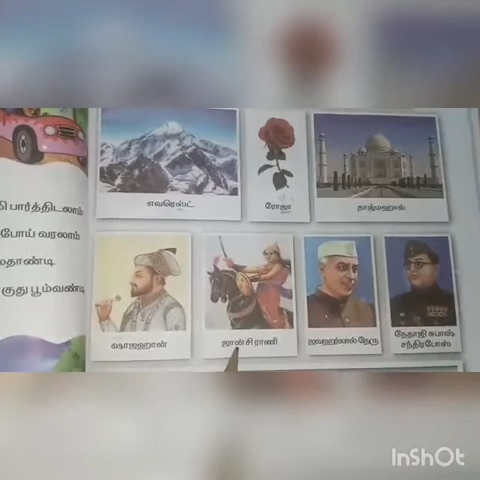 பார்த்திடலாம்
போய் வரலாம்
பூம்வண்டி
எவரெஸ்ட்
ரோஜா
தாஜ்மஹால்
ஷாஜஹான்
ஜான்சி ராணி
ஜவஹர்லால் நேரு
நேதாஜி சுபாஷ்
சந்திரபோஸ்
InShOt